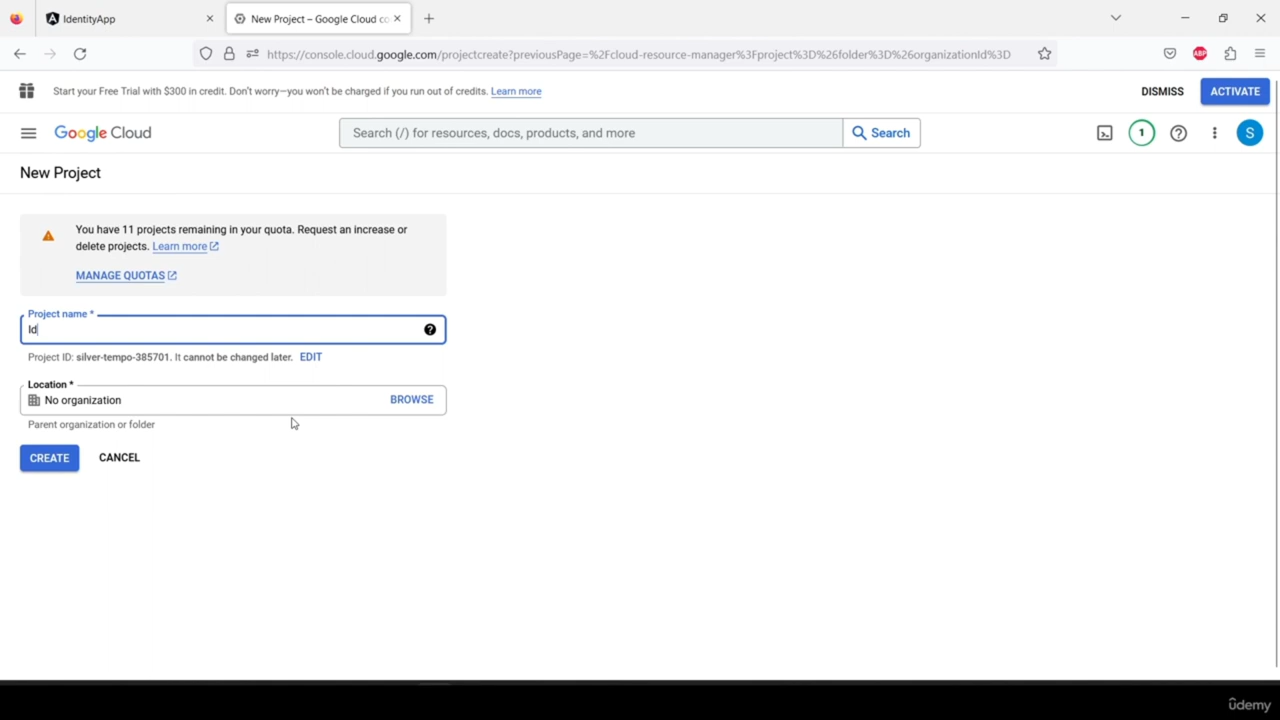 IdentityApp
New Project – Google Cloud co
https://console.cloud.google.com/projectcreate?previousPage=%2Fcloud-resource-manager%3Fproject%3D%26folder%3D%26organizationId%3D
ABP
Start your Free Trial with $300 in credit. Don't worry—you won't be charged if you run out of credits. Learn more
DISMISS
ACTIVATE
Google Cloud
Search (/) for resources, docs, products, and more
Search
1
S
New Project
You have 11 projects remaining in your quota. Request an increase or
delete projects. Learn more
MANAGE QUOTAS
Project name *
Id
Project ID: silver-tempo-385701. It cannot be changed later. EDIT
Location *
No organization
BROWSE
Parent organization or folder
CREATE
CANCEL
ûdemy